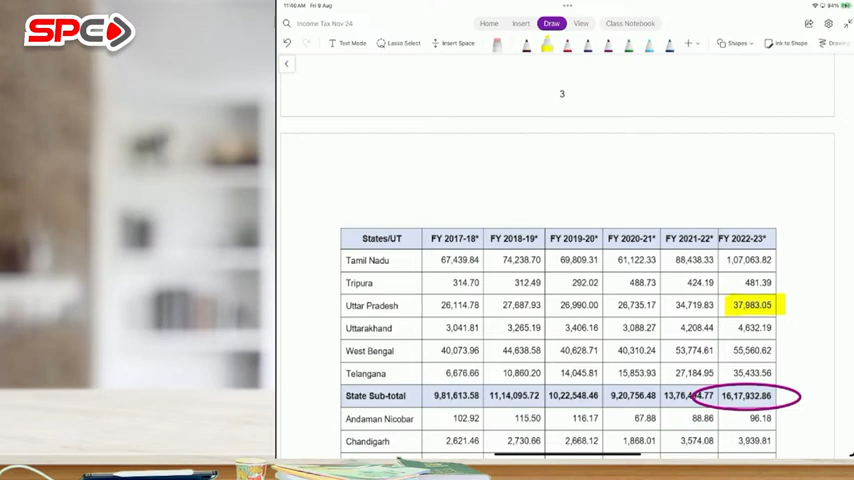 11:40 AM Fri 9 Aug
94%
SPC
Income Tax Nov 24
Home Insert Draw View Class Notebook
Text Mode Lasso Select Insert Space Shapes Ink to Shape Drawing
3
States/UT FY 2017-18* FY 2018-19* FY 2019-20* FY 2020-21* FY 2021-22* FY 2022-23*
Tamil Nadu 67,439.84 74,238.70 69,809.31 61,122.33 88,438.33 1,07,063.82
Tripura 314.70 312.49 292.02 488.73 424.19 481.39
Uttar Pradesh 26,114.78 27,687.93 26,990.00 26,735.17 34,719.83 37,983.05
Uttarakhand 3,041.81 3,265.19 3,406.16 3,088.27 4,208.44 4,632.19
West Bengal 40,073.96 44,638.58 40,628.71 40,310.24 53,774.61 55,560.62
Telangana 6,676.66 10,860.20 14,045.81 15,853.93 27,184.95 35,433.56
State Sub-total 9,81,613.58 11,14,095.72 10,22,548.46 9,20,756.48 16,17,932.86
Andaman Nicobar 102.92 115.50 116.17 67.88 88.86 96.18
Chandigarh 2,621.46 2,730.66 2,668.12 1,868.01 3,574.08 3,939.81